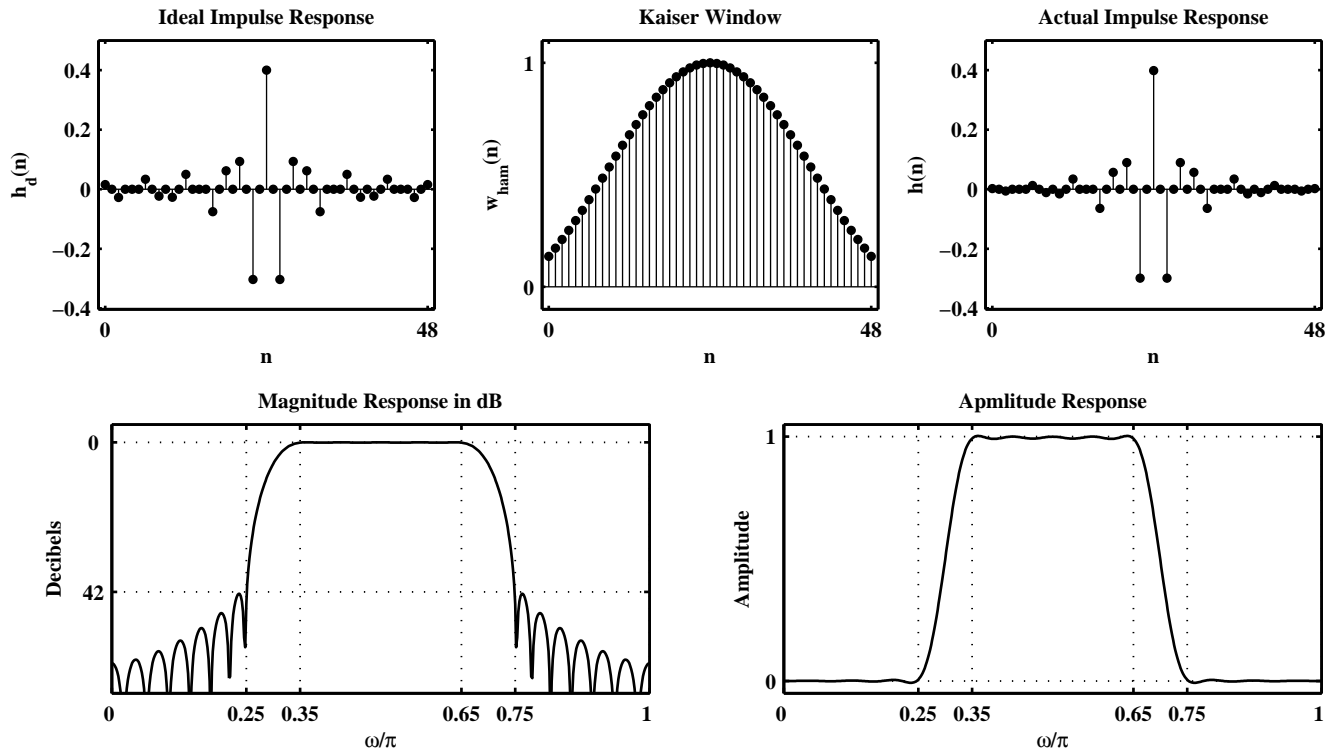 Ideal Impulse Response
Kaiser Window
Actual Impulse Response
0.4
0.2
0
−0.2
−0.4
h_d(n)
0
48
n
1
0
w_ham(n)
0
48
n
0.4
0.2
0
−0.2
−0.4
h(n)
0
48
n
Magnitude Response in dB
0
42
Decibels
0
0.25
0.35
0.65
0.75
1
ω/π
Apmlitude Response
1
0
Amplitude
0
0.25
0.35
0.65
0.75
1
ω/π